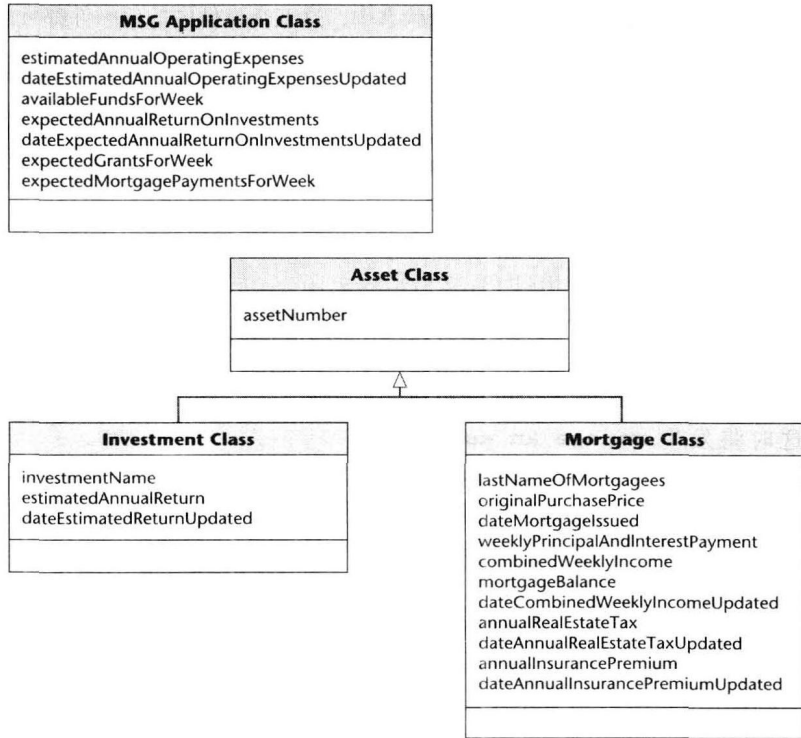 MSG Application Class
estimatedAnnualOperatingExpenses
dateEstimatedAnnualOperatingExpensesUpdated
availableFundsForWeek
expectedAnnualReturnOnInvestments
dateExpectedAnnualReturnOnInvestmentsUpdated
expectedGrantsForWeek
expectedMortgagePaymentsForWeek
Asset Class
assetNumber
Investment Class
investmentName
estimatedAnnualReturn
dateEstimatedReturnUpdated
Mortgage Class
lastNameOfMortgagees
originalPurchasePrice
dateMortgageIssued
weeklyPrincipalAndInterestPayment
combinedWeeklyIncome
mortgageBalance
dateCombinedWeeklyIncomeUpdated
annualRealEstateTax
dateAnnualRealEstateTaxUpdated
annualInsurancePremium
dateAnnualInsurancePremiumUpdated